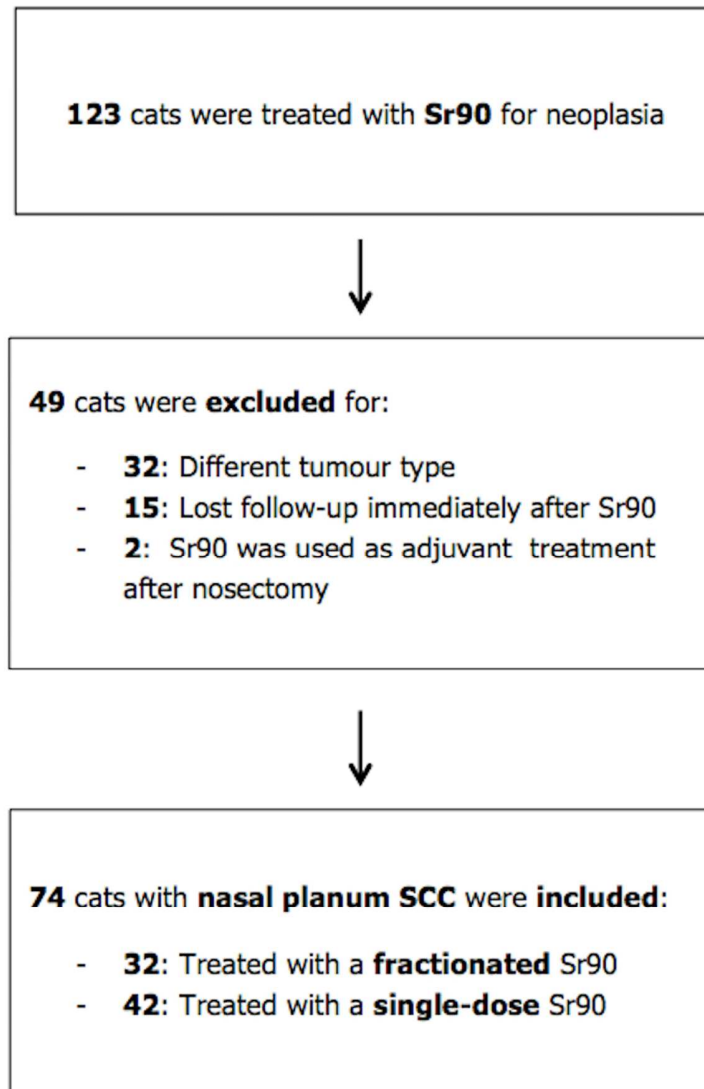 123 cats were treated with Sr90 for neoplasia
49 cats were excluded for:
- 32: Different tumour type
- 15: Lost follow-up immediately after Sr90
- 2: Sr90 was used as adjuvant treatment
after nosectomy
74 cats with nasal planum SCC were included:
- 32: Treated with a fractionated Sr90
- 42: Treated with a single-dose Sr90